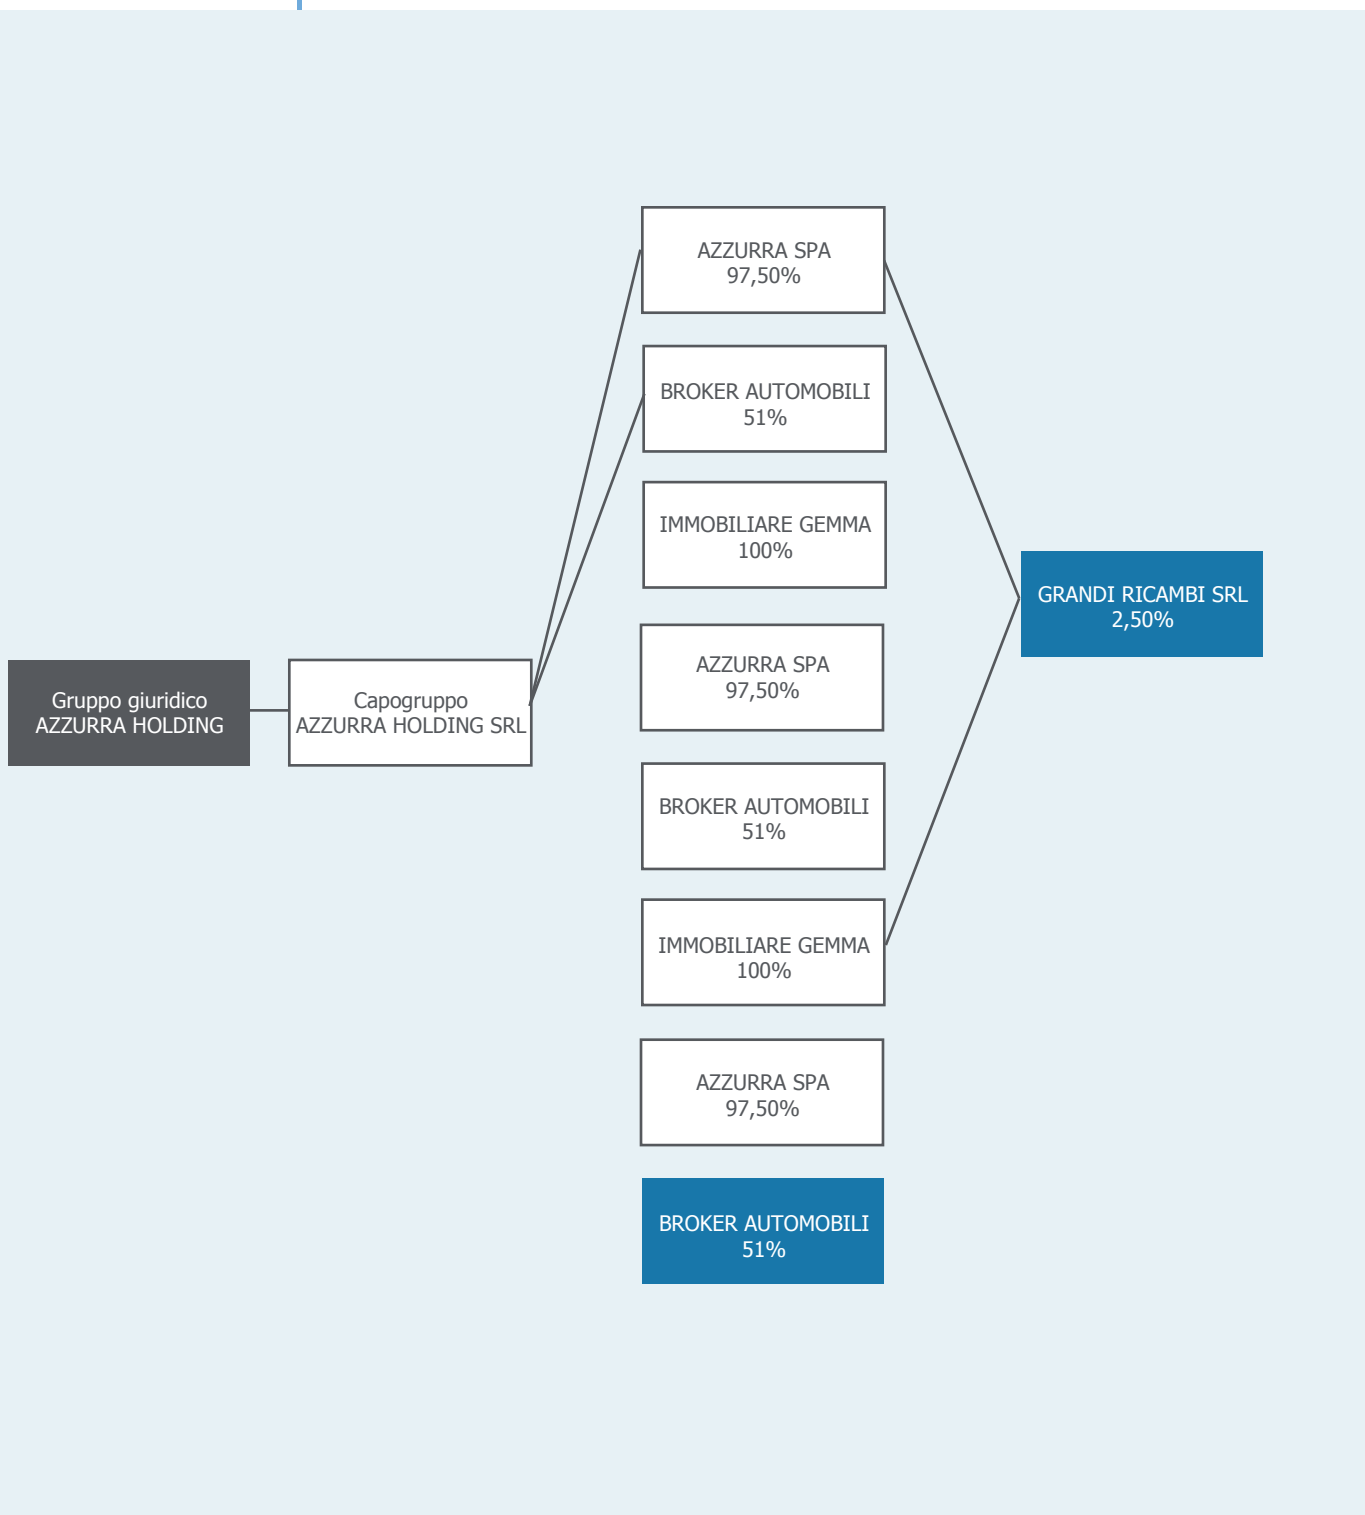 AZZURRA SPA
97,50%
BROKER AUTOMOBILI
51%
IMMOBILIARE GEMMA
100%
GRANDI RICAMBI SRL
2,50%
AZZURRA SPA
97,50%
Gruppo giuridico
AZZURRA HOLDING
Capogruppo
AZZURRA HOLDING SRL
BROKER AUTOMOBILI
51%
IMMOBILIARE GEMMA
100%
AZZURRA SPA
97,50%
BROKER AUTOMOBILI
51%